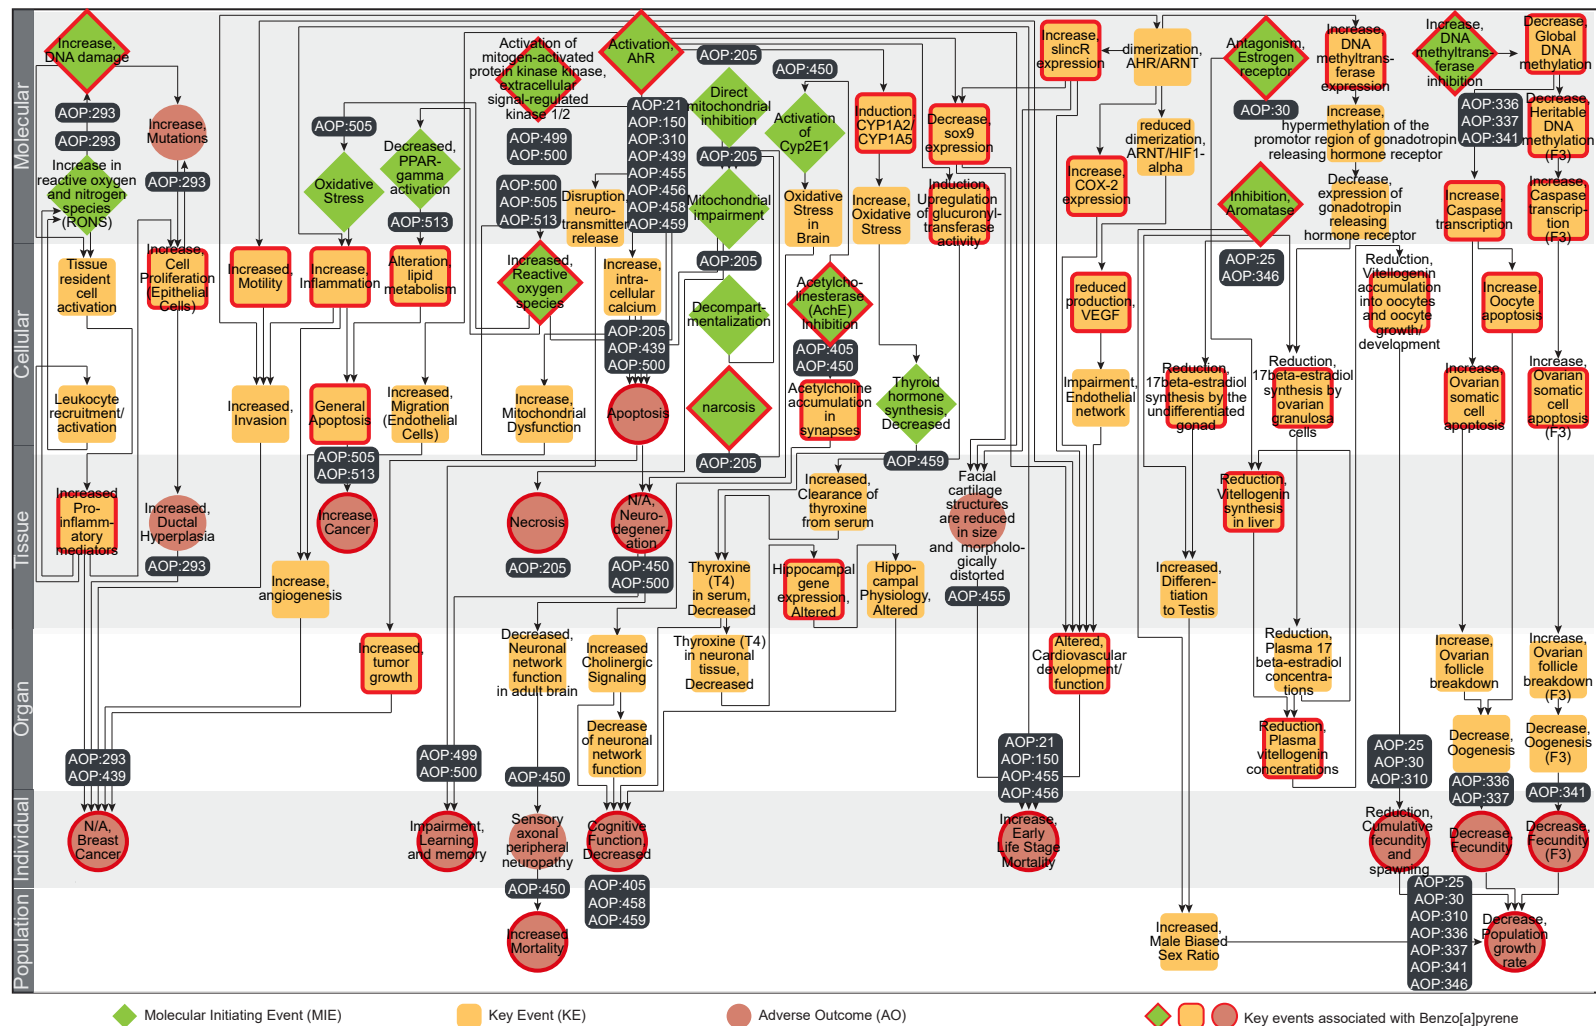 Molecular
Cellular
Tissue
Organ
Individual
Population
Increase,
DNA damage
AOP:293
AOP:293
Increase in
reactive oxygen
and nitrogen
species
(RONS)
Increase,
Mutations
AOP:293
AOP:505
Oxidative
Stress
Decreased,
PPAR-
gamma
activation
AOP:513
Activation of
mitogen-activated
protein kinase kinase,
extracellular
signal-regulated
kinase 1/2
AOP:499
AOP:500
AOP:500
AOP:505
AOP:513
Activation,
AhR
AOP:21
AOP:150
AOP:310
AOP:439
AOP:455
AOP:456
AOP:458
AOP:459
Disruption,
neuro-
transmitter
release
AOP:205
Direct
mitochondrial
inhibition
AOP:205
Mitochondrial
impairment
AOP:205
AOP:450
Activation
of
Cyp2E1
Oxidative
Stress in
Brain
Induction,
CYP1A2/
CYP1A5
Increase,
Oxidative
Stress
Decrease,
sox9
expression
Induction,
Upregulation
of glucuronyl-
transferase
activity
Increase,
slincR
expression
dimerization,
AHR/ARNT
reduced
dimerization,
ARNT/HIF1-
alpha
Increase,
COX-2
expression
Antagonism,
Estrogen
receptor
AOP:30
Inhibition,
Aromatase
AOP:25
AOP:346
Increase,
DNA
methyltrans-
ferase
expression
Increase,
hypermethylation of the
promotor region of gonadotropin
releasing
hormone receptor
Decrease,
expression of
gonadotropin
releasing
hormone receptor
Increase,
DNA
methyltrans-
ferase
inhibition
AOP:336
AOP:337
AOP:341
Decrease,
Global
DNA
methylation
Decrease,
Heritable
DNA
methylation
(F3)
Increase,
Caspase
transcription
Increase,
Caspase
transcrip-
tion
(F3)
Tissue
resident
cell
activation
Increase,
Cell
Proliferation
(Epithelial
Cells)
Increased,
Motility
Increase,
Inflammation
Alteration,
lipid
metabolism
Increased,
Reactive
oxygen
species
Increase,
intra-
cellular
calcium
AOP:205
AOP:439
AOP:500
Decompart-
mentalization
Acetylcho-
linesterase
(AchE)
Inhibition
AOP:405
AOP:450
reduced
production,
VEGF
Reduction,
Vitellogenin
accumulation
into oocytes
and oocyte
growth/
development
Increase,
Oocyte
apoptosis
Leukocyte
recruitment/
activation
Increased,
Invasion
General
Apoptosis
AOP:505
AOP:513
Increased,
Migration
(Endothelial
Cells)
Increase,
Mitochondrial
Dysfunction
Apoptosis
narcosis
AOP:205
Acetylcholine
accumulation
in
synapses
Thyroid
hormone
synthesis,
Decreased
AOP:459
Impairment,
Endothelial
network
Reduction,
17beta-estradiol
synthesis by the
undifferentiated
gonad
Reduction,
17beta-estradiol
synthesis by
ovarian
granulosa
cells
Increase,
Ovarian
somatic
cell
apoptosis
Increase,
Ovarian
somatic
cell
apoptosis
(F3)
Increased
Pro-
inflamm-
atory
mediators
Increased,
Ductal
Hyperplasia
AOP:293
Increase,
Cancer
Increase,
angiogenesis
Necrosis
AOP:205
N/A,
Neuro-
degener-
ation
AOP:450
AOP:500
Thyroxine
(T4)
in serum,
Decreased
Increased,
Clearance of
thyroxine
from serum
Hippocampal
gene
expression,
Altered
Hippo-
campal
Physiology,
Altered
Facial
cartilage
structures
are reduced
in size
and morpholo-
gically
distorted
AOP:455
Increased,
Differen-
tiation
to Testis
Reduction,
Vitellogenin
synthesis
in liver
Increased,
tumor
growth
Decreased,
Neuronal
network
function
in adult brain
Increased
Cholinergic
Signaling
Thyroxine (T4)
in neuronal
tissue,
Decreased
Decrease
of neuronal
network
function
Altered,
Cardiovascular
development/
function
Reduction,
Plasma 17
beta-estradiol
concentra-
tions
Reduction,
Plasma
vitellogenin
concentrations
Increase,
Ovarian
follicle
breakdown
Increase,
Ovarian
follicle
breakdown
(F3)
Decrease,
Oogenesis
Decrease,
Oogenesis
(F3)
AOP:293
AOP:439
AOP:499
AOP:500
AOP:450
AOP:21
AOP:150
AOP:455
AOP:456
AOP:25
AOP:30
AOP:310
AOP:336
AOP:337
AOP:341
N/A,
Breast
Cancer
Impairment,
Learning
and memory
Sensory
axonal
peripheral
neuropathy
AOP:450
Cognitive
Function,
Decreased
AOP:405
AOP:458
AOP:459
Increase,
Early
Life Stage
Mortality
Reduction,
Cumulative
fecundity
and
spawning
Decrease,
Fecundity
Decrease,
Fecundity
(F3)
Increased
Mortality
Increased,
Male Biased
Sex Ratio
AOP:25
AOP:30
AOP:310
AOP:336
AOP:337
AOP:341
AOP:346
Decrease,
Population
growth
rate
Molecular Initiating Event (MIE)
Key Event (KE)
Adverse Outcome (AO)
Key events associated with Benzo[a]pyrene